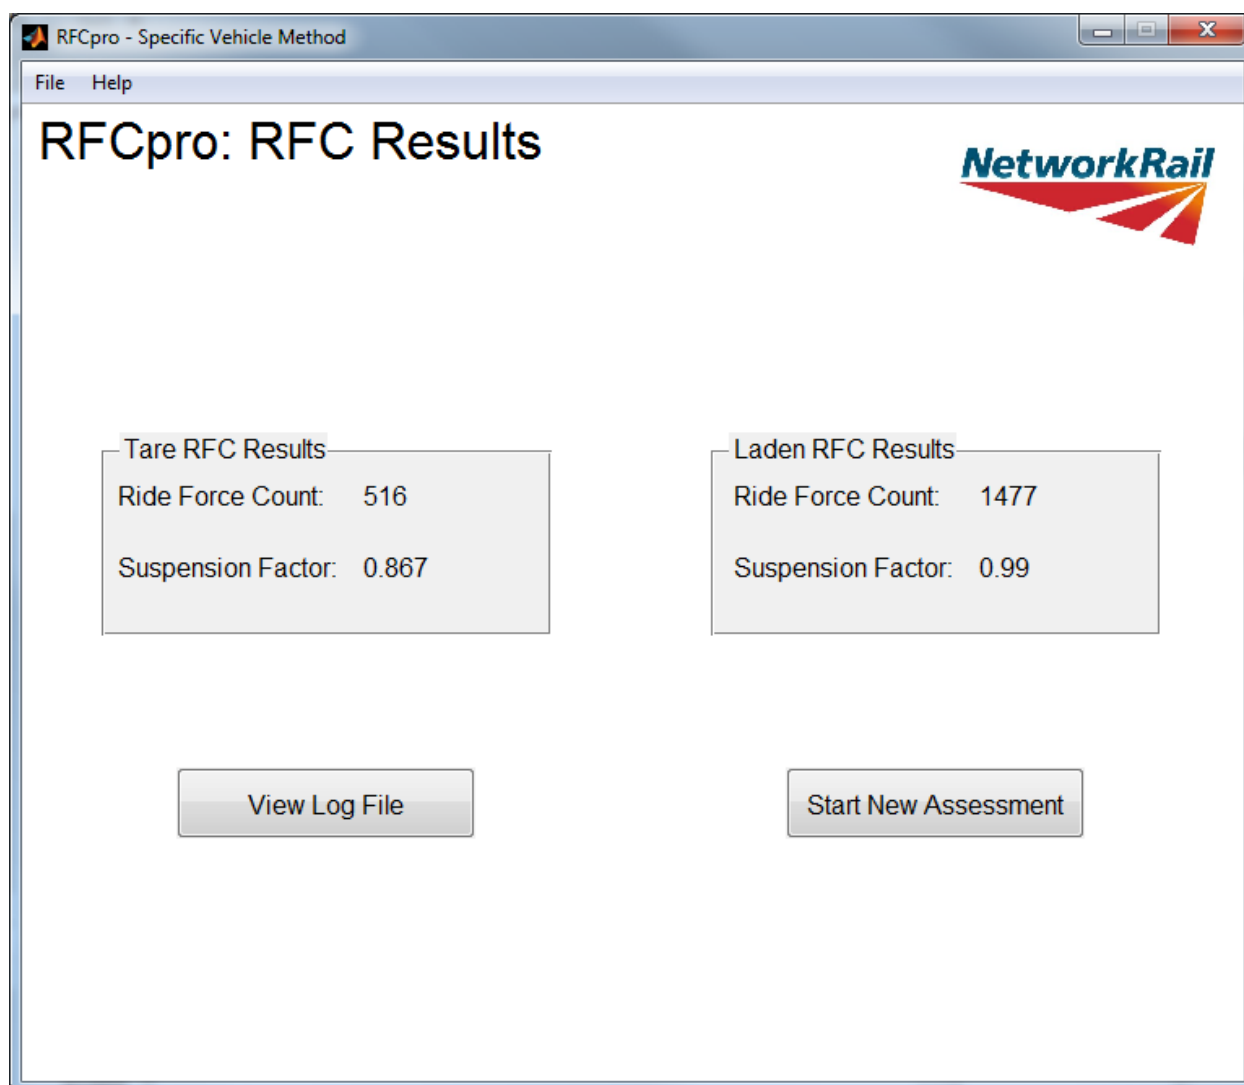 RFCpro - Specific Vehicle Method
File Help
RFCpro: RFC Results
NetworkRail
Tare RFC Results
Ride Force Count: 516
Suspension Factor: 0.867
Laden RFC Results
Ride Force Count: 1477
Suspension Factor: 0.99
View Log File
Start New Assessment